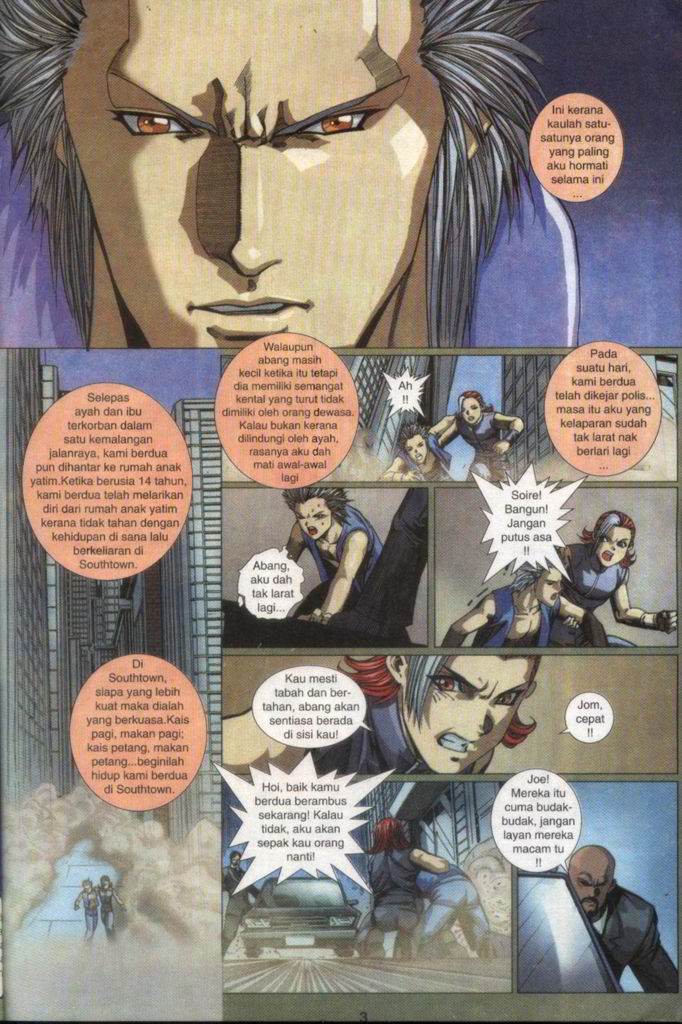 Ini kerana
kaulah satu-
satunya orang
yang paling
aku hormati
selama ini
...
Selepas
ayah dan ibu
terkorban dalam
satu kemalangan
jalanraya, kami berdua
pun dihantar ke rumah anak
yatim.Ketika berusia 14 tahun,
kami berdua telah melarikan
diri dari rumah anak yatim
kerana tidak tahan dengan
kehidupan di sana lalu
berkeliaran di
Southtown.
Di
Southtown,
siapa yang lebih
kuat maka dialah
yang berkuasa.Kais
pagi, makan pagi;
kais petang, makan
petang...beginilah
hidup kami berdua
di Southtown.
Walaupun
abang masih
kecil ketika itu tetapi
dia memiliki semangat
kental yang turut tidak
dimiliki oleh orang dewasa.
Kalau bukan kerana
dilindungi oleh ayah,
rasanya aku dah
mati awal-awal
lagi
Ah
!!
Pada
suatu hari,
kami berdua
telah dikejar polis...
masa itu aku yang
kelaparan sudah
tak larat nak
berlari lagi
...
Abang,
aku dah
tak larat
lagi...
Soire!
Bangun!
Jangan
putus asa
!!
Kau mesti
tabah dan ber-
tahan, abang akan
sentiasa berada
di sisi kau!
Jom,
cepat
!!
Hoi, baik kamu
berdua berambus
sekarang! Kalau
tidak, aku akan
sepak kau orang
nanti!
Joe!
Mereka itu
cuma budak-
budak, jangan
layan mereka
macam tu
!!
3